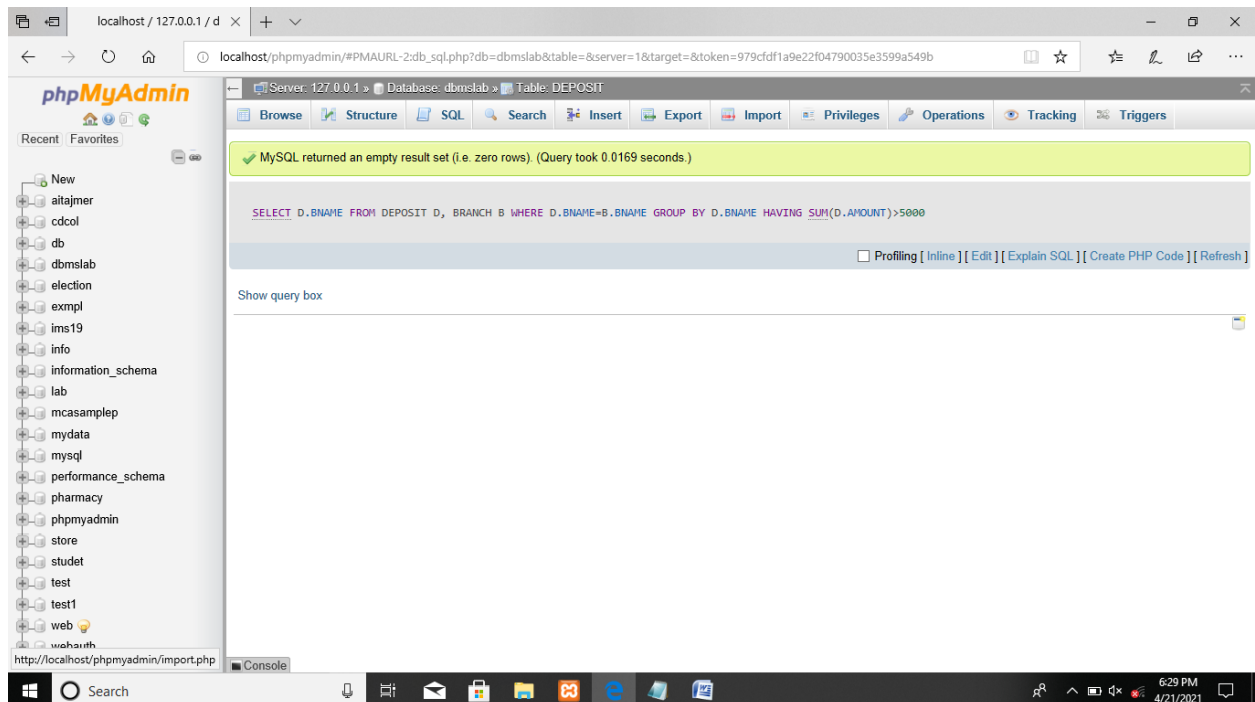 localhost / 127.0.0.1 / d
localhost/phpmyadmin/#PMAURL-2:db_sql.php?db=dbmslab&table=&server=1&target=&token=979cfdf1a9e22f04790035e3599a549b
phpMyAdmin
Recent Favorites
New
aitajmer
cdcol
db
dbmslab
election
exmpl
ims19
info
information_schema
lab
mcasamplep
mydata
mysql
performance_schema
pharmacy
phpmyadmin
store
studet
test
test1
web
webauth
http://localhost/phpmyadmin/import.php
Server: 127.0.0.1 » Database: dbmslab » Table: DEPOSIT
Browse Structure SQL Search Insert Export Import Privileges Operations Tracking Triggers
MySQL returned an empty result set (i.e. zero rows). (Query took 0.0169 seconds.)
SELECT D.BNAME FROM DEPOSIT D, BRANCH B WHERE D.BNAME=B.BNAME GROUP BY D.BNAME HAVING SUM(D.AMOUNT)>5000
Profiling [ Inline ] [ Edit ] [ Explain SQL ] [ Create PHP Code ] [ Refresh ]
Show query box
Console
Search
6:29 PM
4/21/2021